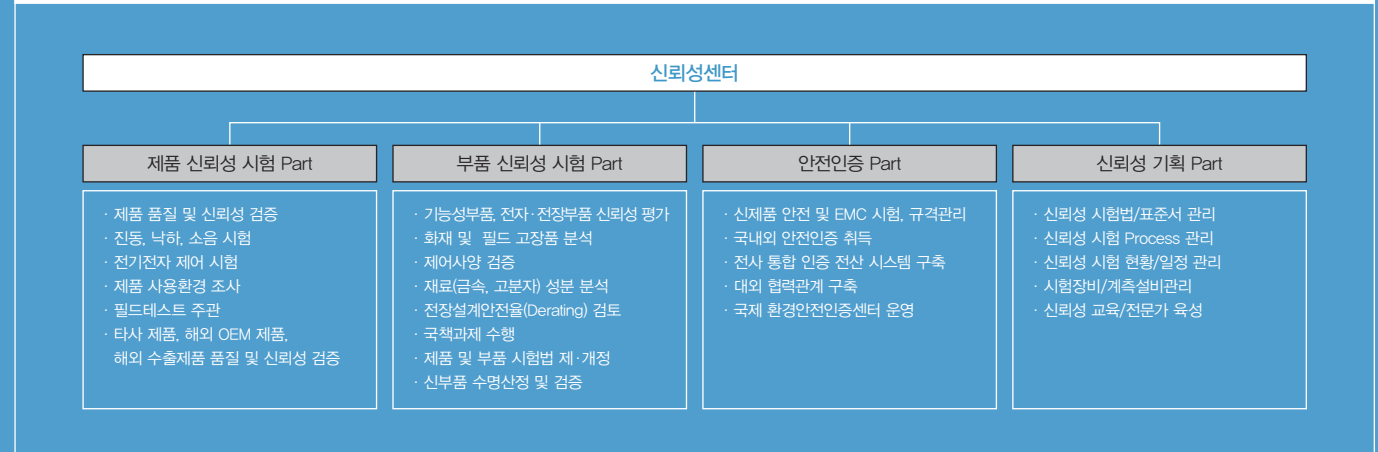 신뢰성센터
제품 신뢰성 시험 Part
· 제품 품질 및 신뢰성 검증
· 진동, 낙하, 소음 시험
· 전기전자 제어 시험
· 제품 사용환경 조사
· 필드테스트 주관
· 타사 제품, 해외 OEM 제품,
해외 수출제품 품질 및 신뢰성 검증
부품 신뢰성 시험 Part
· 기능성부품, 전자·전장부품 신뢰성 평가
· 화재 및 필드 고장품 분석
· 제어사양 검증
· 재료(금속, 고분자) 성분 분석
· 전장설계안전율(Derating) 검토
· 국책과제 수행
· 제품 및 부품 시험법 제·개정
· 신부품 수명산정 및 검증
안전인증 Part
· 신제품 안전 및 EMC 시험, 규격관리
· 국내외 안전인증 취득
· 전사 통합 인증 전산 시스템 구축
· 대외 협력관계 구축
· 국제 환경안전인증센터 운영
신뢰성 기획 Part
· 신뢰성 시험법/표준서 관리
· 신뢰성 시험 Process 관리
· 신뢰성 시험 현황/일정 관리
· 시험장비/계측설비관리
· 신뢰성 교육/전문가 육성